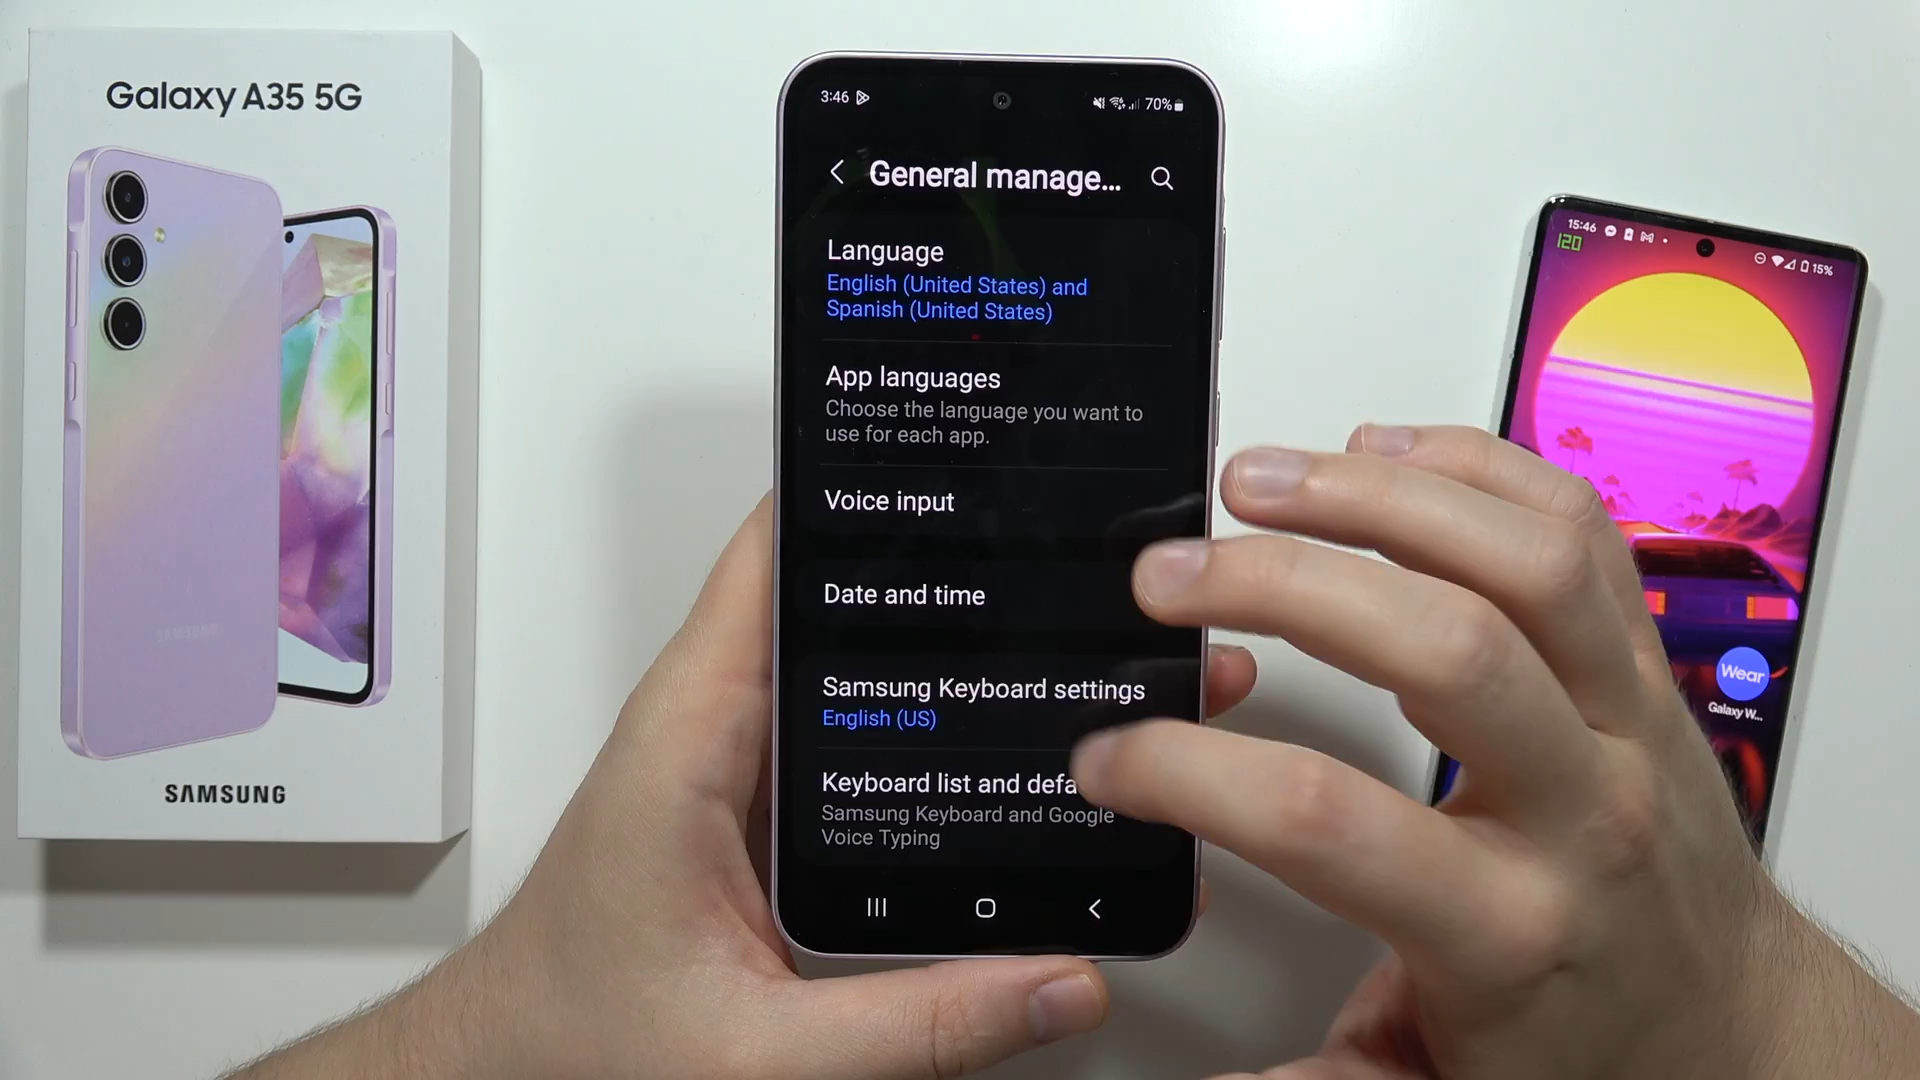 Galaxy A35 5G
SAMSUNG
SAMSUNG
3:46
70%
General manage...
Language
English (United States) and
Spanish (United States)
App languages
Choose the language you want to
use for each app.
Voice input
Date and time
Samsung Keyboard settings
English (US)
Keyboard list and defa
Samsung Keyboard and Google
Voice Typing
15:46
15%
120
Wear
Galaxy W...